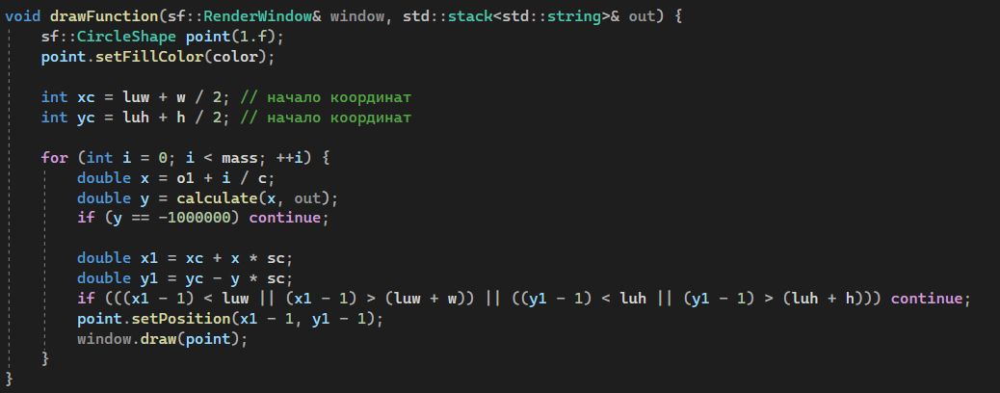 void drawFunction(sf::RenderWindow& window, std::stack<std::string>& out) {
    sf::CircleShape point(1.f);
    point.setFillColor(color);

    int xc = luw + w / 2; // начало координат
    int yc = luh + h / 2; // начало координат

    for (int i = 0; i < mass; ++i) {
        double x = o1 + i / c;
        double y = calculate(x, out);
        if (y == -1000000) continue;

        double x1 = xc + x * sc;
        double y1 = yc - y * sc;
        if (((x1 - 1) < luw || (x1 - 1) > (luw + w)) || ((y1 - 1) < luh || (y1 - 1) > (luh + h))) continue;
        point.setPosition(x1 - 1, y1 - 1);
        window.draw(point);
    }
}